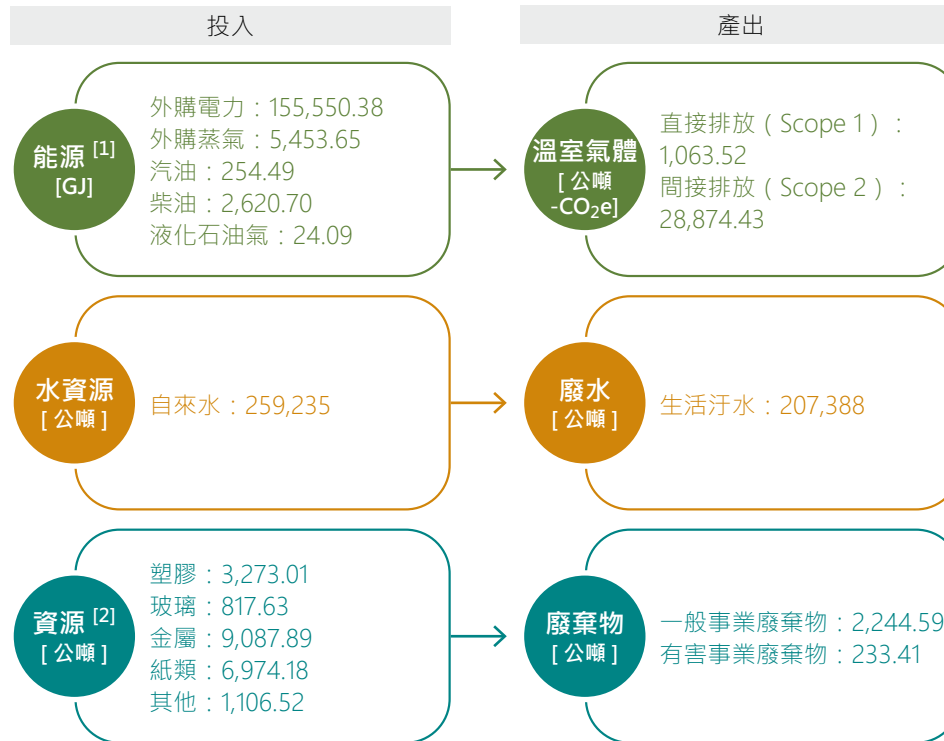 投入
產出
能源 [1]
[GJ]
外購電力：155,550.38
外購蒸氣：5,453.65
汽油：254.49
柴油：2,620.70
液化石油氣：24.09
溫室氣體
[ 公噸
-CO₂e]
直接排放（Scope 1）：
1,063.52
間接排放（Scope 2）：
28,874.43
水資源
[ 公噸 ]
自來水：259,235
廢水
[ 公噸 ]
生活汙水：207,388
資源 [2]
[ 公噸 ]
塑膠：3,273.01
玻璃：817.63
金屬：9,087.89
紙類：6,974.18
其他：1,106.52
廢棄物
[ 公噸 ]
一般事業廢棄物：2,244.59
有害事業廢棄物：233.41